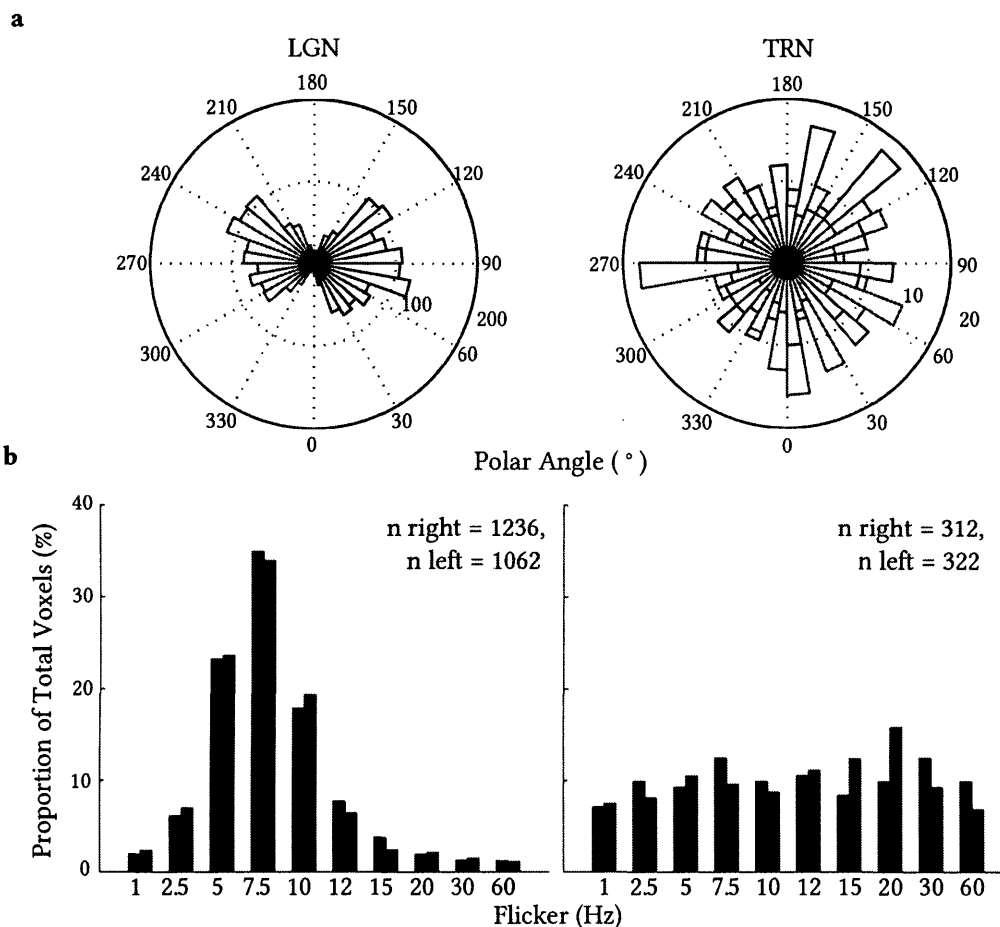 a
LGN
TRN
180
210
150
240
120
270
90
100
200
300
60
330
30
0
180
210
150
240
120
270
90
10
20
300
60
330
30
0
Polar Angle ( ° )
b
Proportion of Total Voxels (%)
40
30
20
10
0
n right = 1236,
n left = 1062
n right = 312,
n left = 322
1 2.5 5 7.5 10 12 15 20 30 60
1 2.5 5 7.5 10 12 15 20 30 60
Flicker (Hz)